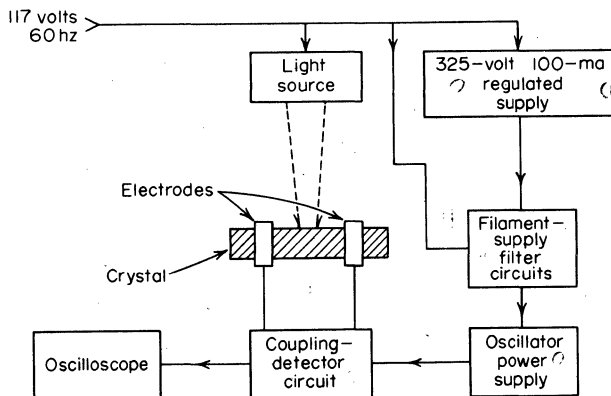 117 volts
60 hz
Light
source
325-volt 100-ma
regulated
supply
Electrodes
Crystal
Filament-
supply
filter
circuits
Oscilloscope
Coupling-
detector
circuit
Oscillator
power
supply